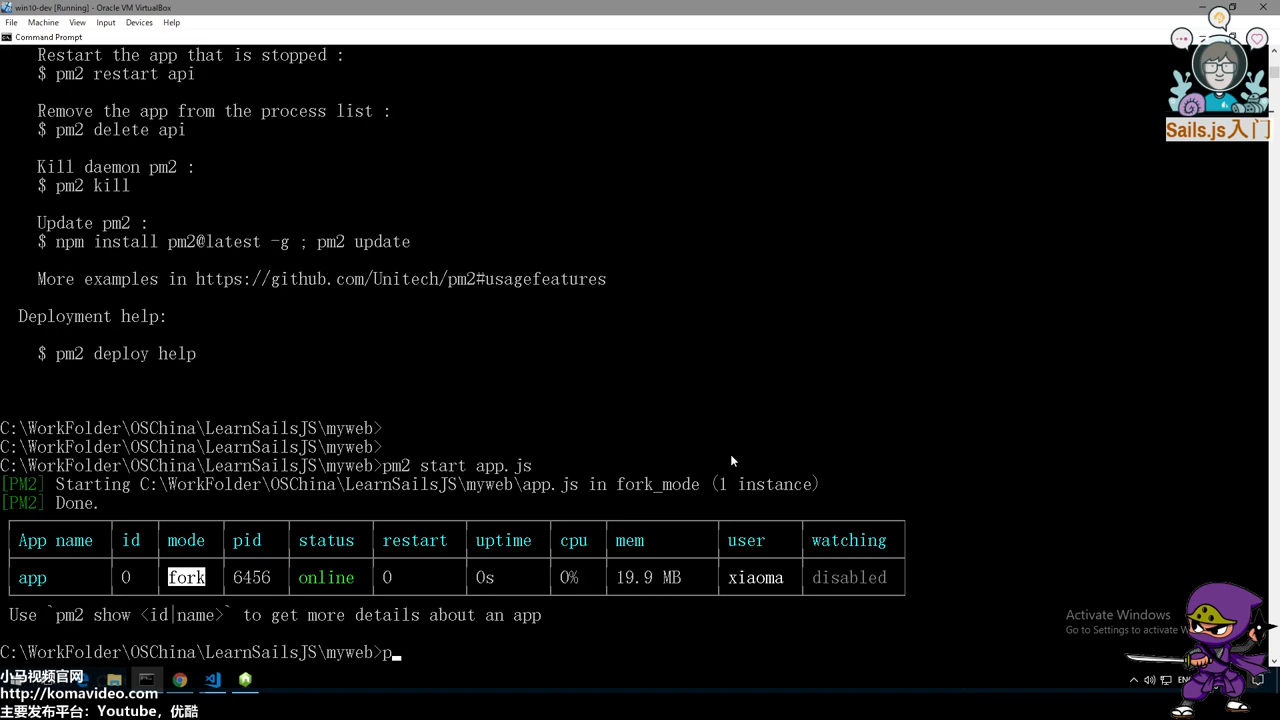 win10-dev [Running] - Oracle VM VirtualBox
File Machine View Input Devices Help
Command Prompt
Restart the app that is stopped :
$ pm2 restart api
Remove the app from the process list :
$ pm2 delete api
Kill daemon pm2 :
$ pm2 kill
Update pm2 :
$ npm install pm2@latest -g ; pm2 update
More examples in https://github.com/Unitech/pm2#usagefeatures
Deployment help:
$ pm2 deploy help
C:\WorkFolder\OSChina\LearnSailsJS\myweb>
C:\WorkFolder\OSChina\LearnSailsJS\myweb>
C:\WorkFolder\OSChina\LearnSailsJS\myweb>pm2 start app.js
[PM2] Starting C:\WorkFolder\OSChina\LearnSailsJS\myweb\app.js in fork_mode (1 instance)
[PM2] Done.
App name id mode pid status restart uptime cpu mem user watching
app 0 fork 6456 online 0 0s 0% 19.9 MB xiaoma disabled
Use `pm2 show <id|name>` to get more details about an app
C:\WorkFolder\OSChina\LearnSailsJS\myweb>p_
Sails.js入门
Activate Windows
Go to Settings to activate W
小马视频官网
http://komavideo.com
主要发布平台：Youtube，优酷